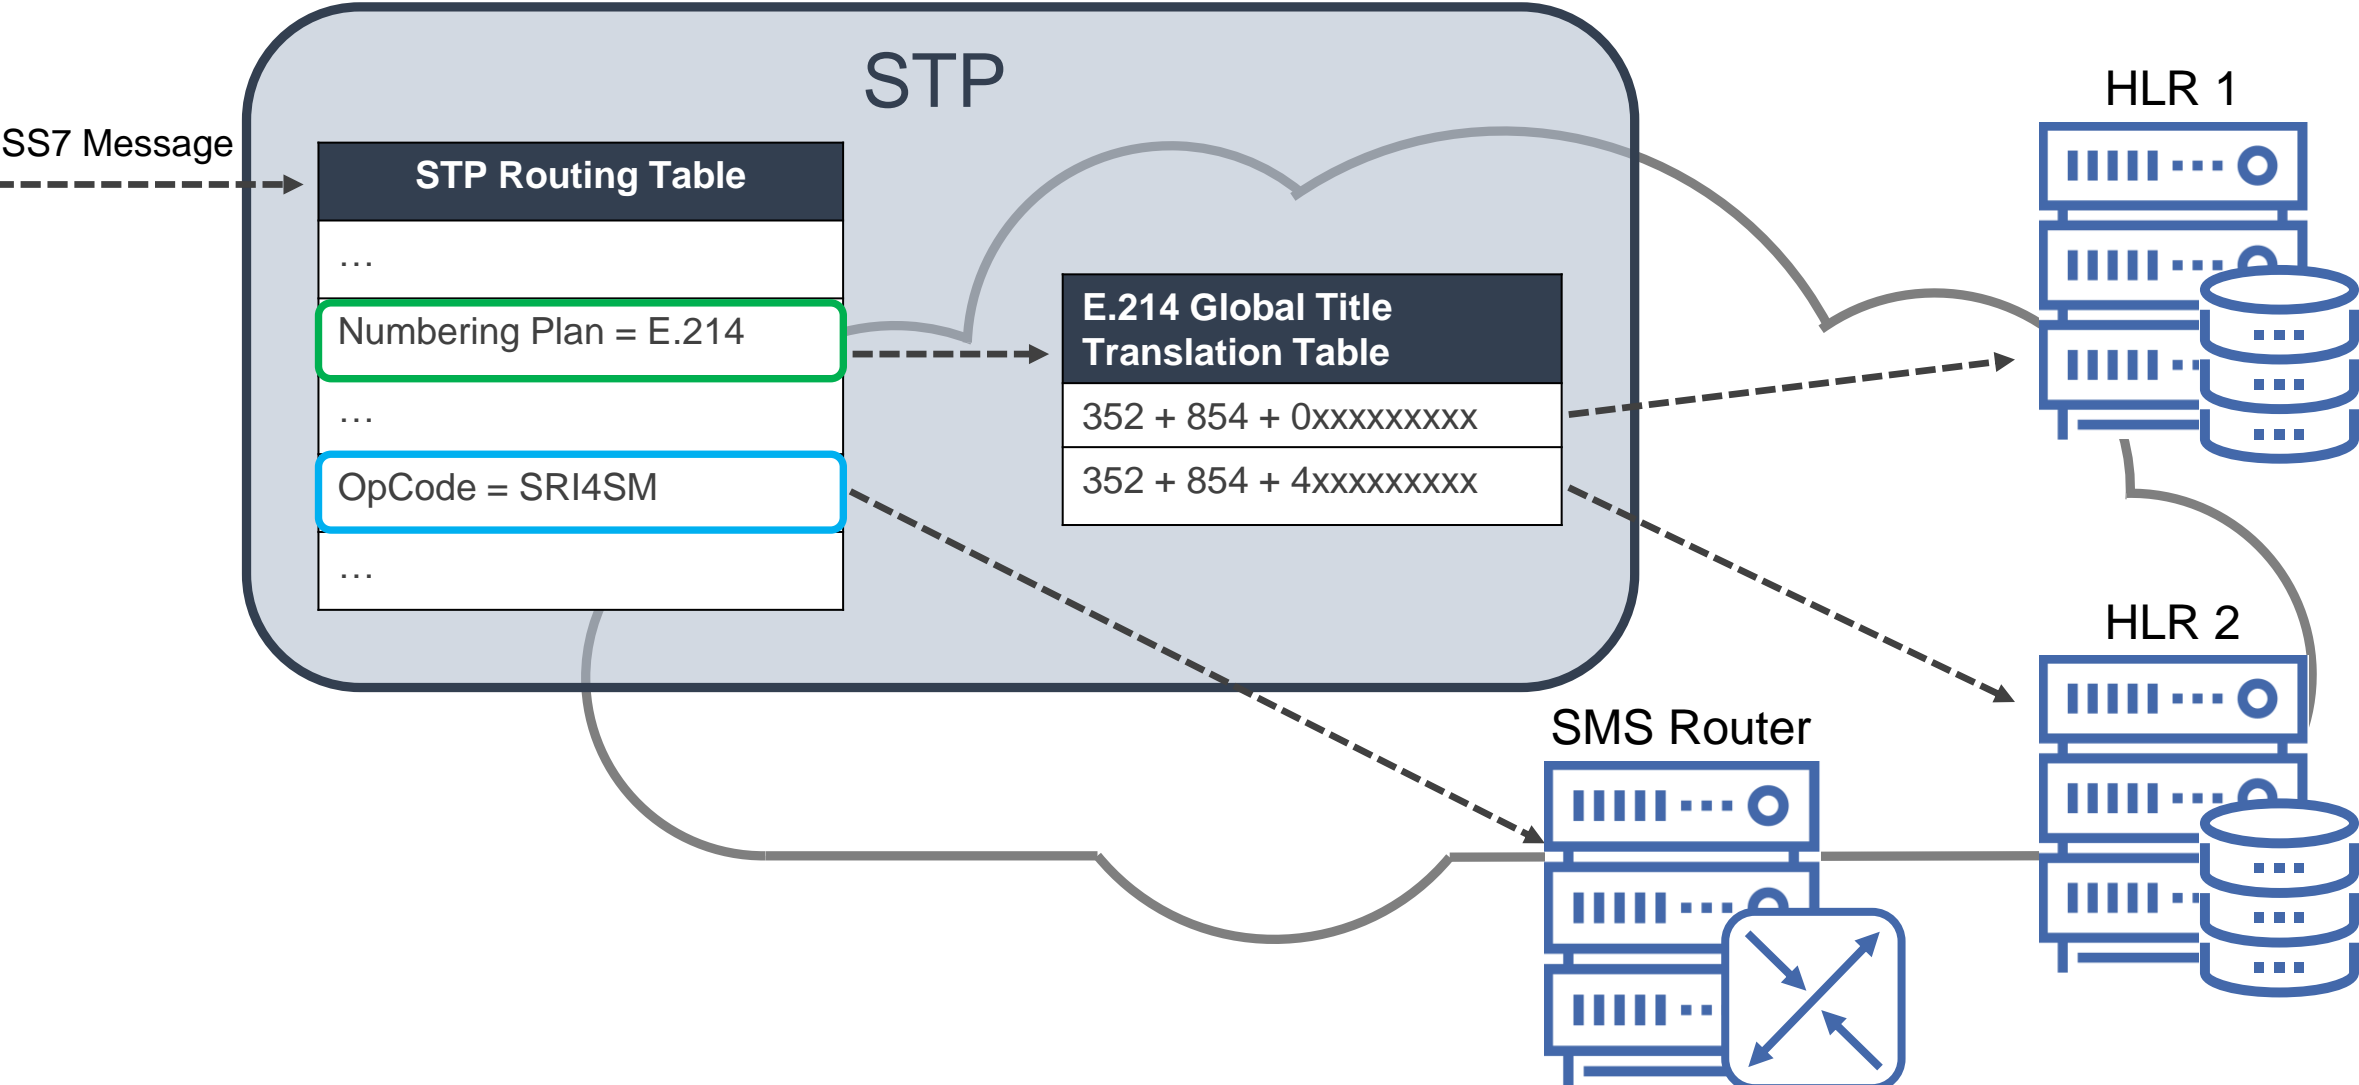 STP
SS7 Message
STP Routing Table
…
Numbering Plan = E.214
…
OpCode = SRI4SM
…
E.214 Global Title
Translation Table
352 + 854 + 0xxxxxxxxx
352 + 854 + 4xxxxxxxxx
HLR 1
HLR 2
SMS Router